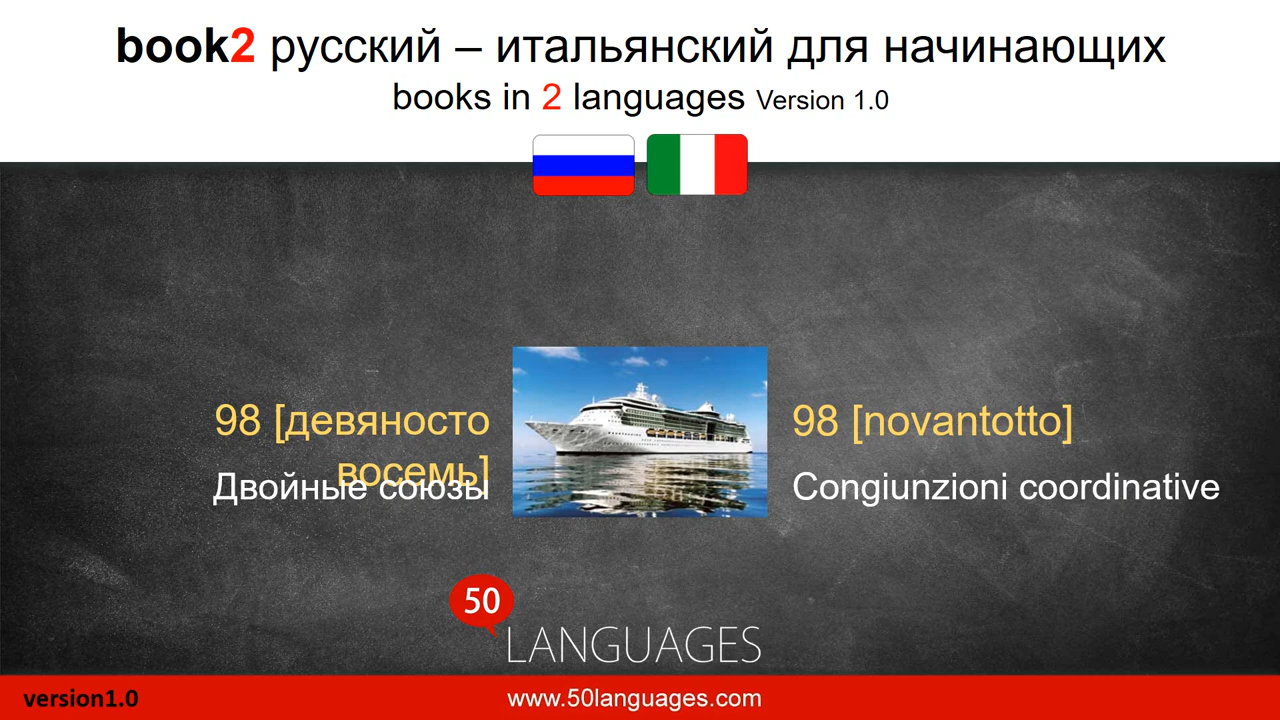 book2 русский – итальянский для начинающих
books in 2 languages Version 1.0
98 [девяносто
восемь]
Двойные союзы
98 [novantotto]
Congiunzioni coordinative
50
LANGUAGES
version1.0
www.50languages.com